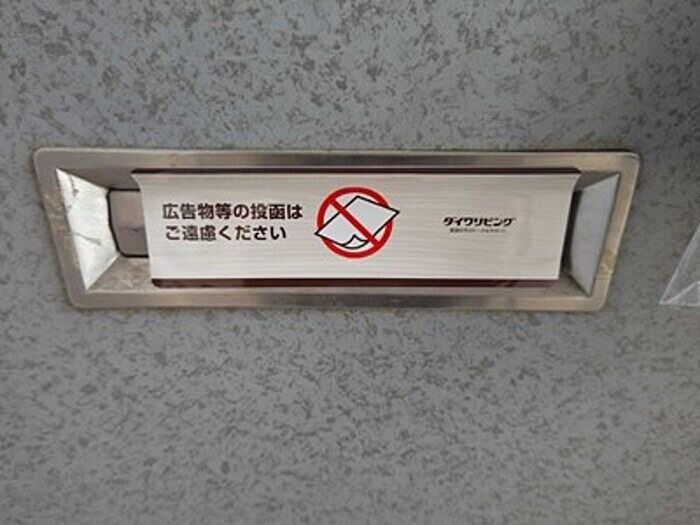 広告物等の投函は
ご遠慮ください
ダイワリビング